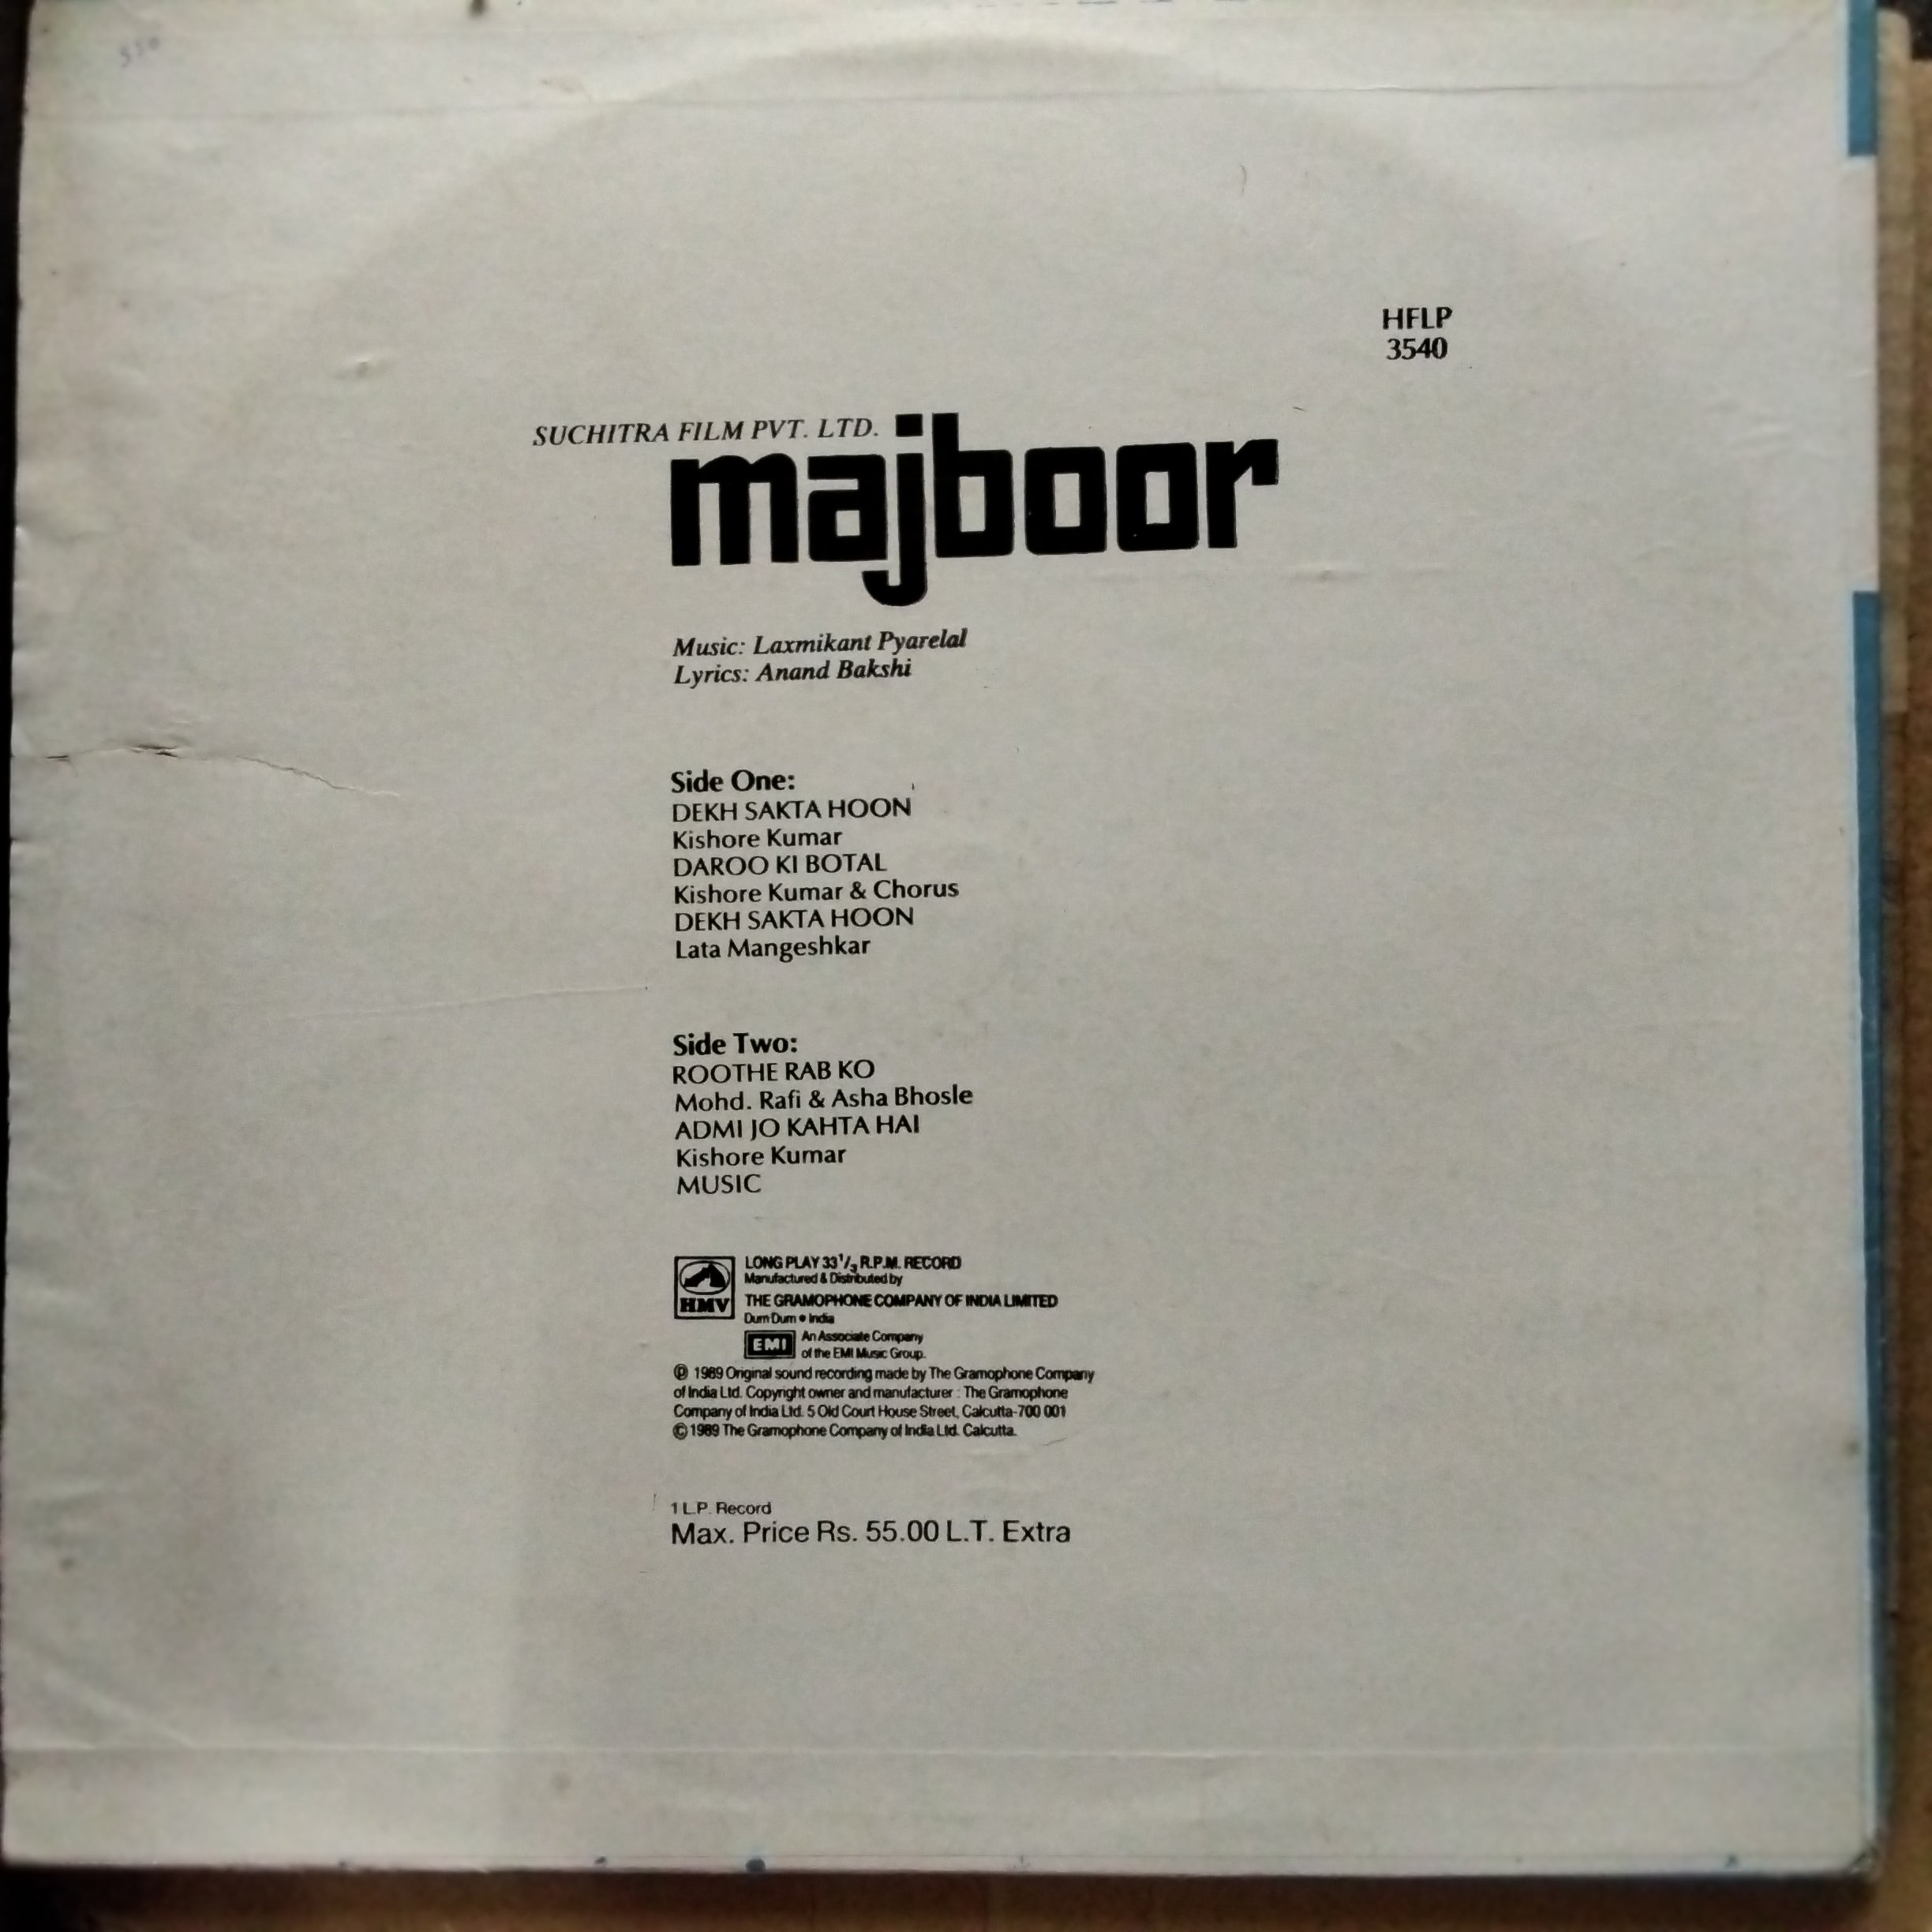 HFLP
3540
SUCHITRA FILM PVT. LTD.
majboor
Music: Laxmikant Pyarelal
Lyrics: Anand Bakshi
Side One:
DEKH SAKTA HOON
Kishore Kumar
DAROO KI BOTAL
Kishore Kumar & Chorus
DEKH SAKTA HOON
Lata Mangeshkar
Side Two:
ROOTHE RAB KO
Mohd. Rafi & Asha Bhosle
ADMI JO KAHTA HAI
Kishore Kumar
MUSIC
LONG PLAY 33 1/3 R.P.M. RECORD
Manufactured & Distributed by
HMV THE GRAMOPHONE COMPANY OF INDIA LIMITED
Dum Dum • India
EMI An Associate Company
of the EMI Music Group.
℗ 1989 Original sound recording made by The Gramophone Company
of India Ltd. Copyright owner and manufacturer : The Gramophone
Company of India Ltd. 5 Old Court House Street, Calcutta-700 001
© 1989 The Gramophone Company of India Ltd. Calcutta.
1 L.P. Record
Max. Price Rs. 55.00 L.T. Extra